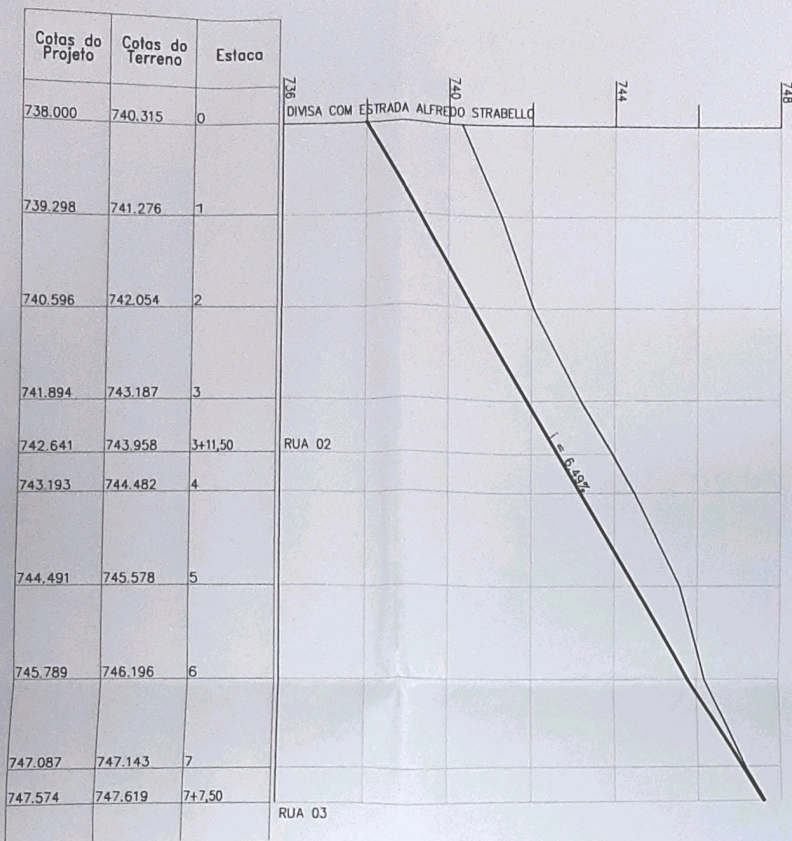 Cotas do Projeto Cotas do Terreno Estaca
736 740 744 748
DIVISA COM ESTRADA ALFREDO STRABELLO
738.000 740.315 0
739.298 741.276 1
740.596 742.054 2
741.894 743.187 3
742.641 743.958 3+11,50 RUA 02
i = 6,49%
743.193 744.482 4
744.491 745.578 5
745.789 746.196 6
747.087 747.143 7
747.574 747.619 7+7,50
RUA 03